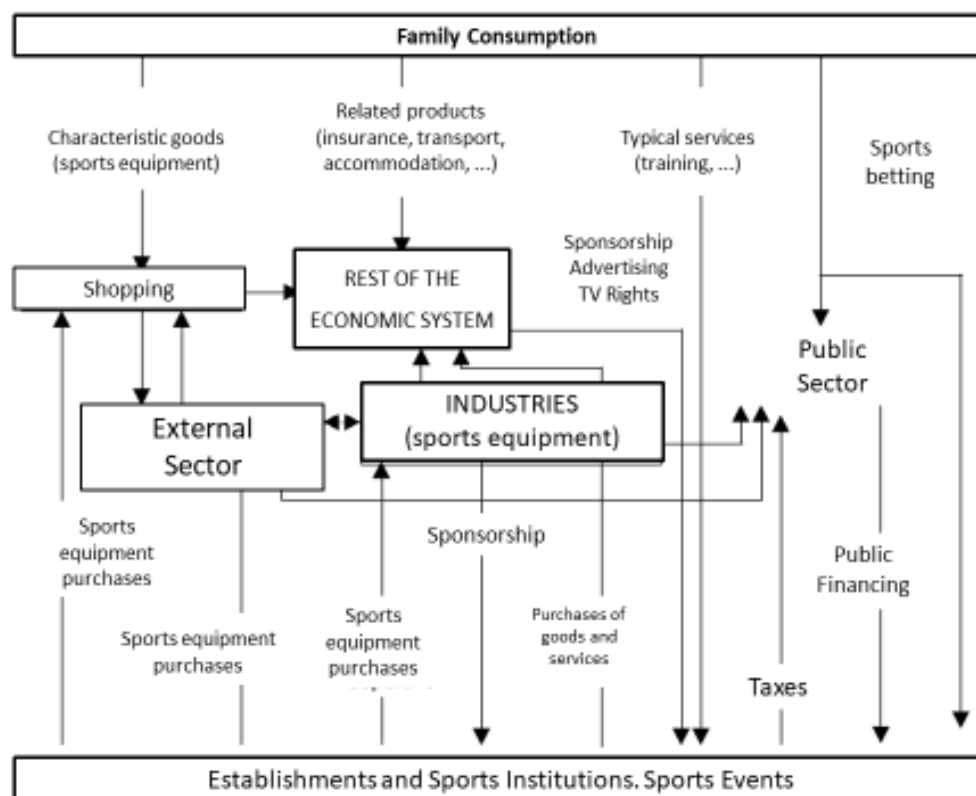 Family Consumption
Characteristic goods
(sports equipment)
Related products
(insurance, transport,
accommodation, ...)
Typical services
(training, ...)
Sports
betting
Sponsorship
Advertising
TV Rights
Shopping
REST OF THE
ECONOMIC SYSTEM
Public
Sector
External
Sector
INDUSTRIES
(sports equipment)
Sports
equipment
purchases
Sponsorship
Public
Financing
Sports equipment
purchases
Sports
equipment
purchases
Purchases of
goods and
services
Taxes
Establishments and Sports Institutions. Sports Events